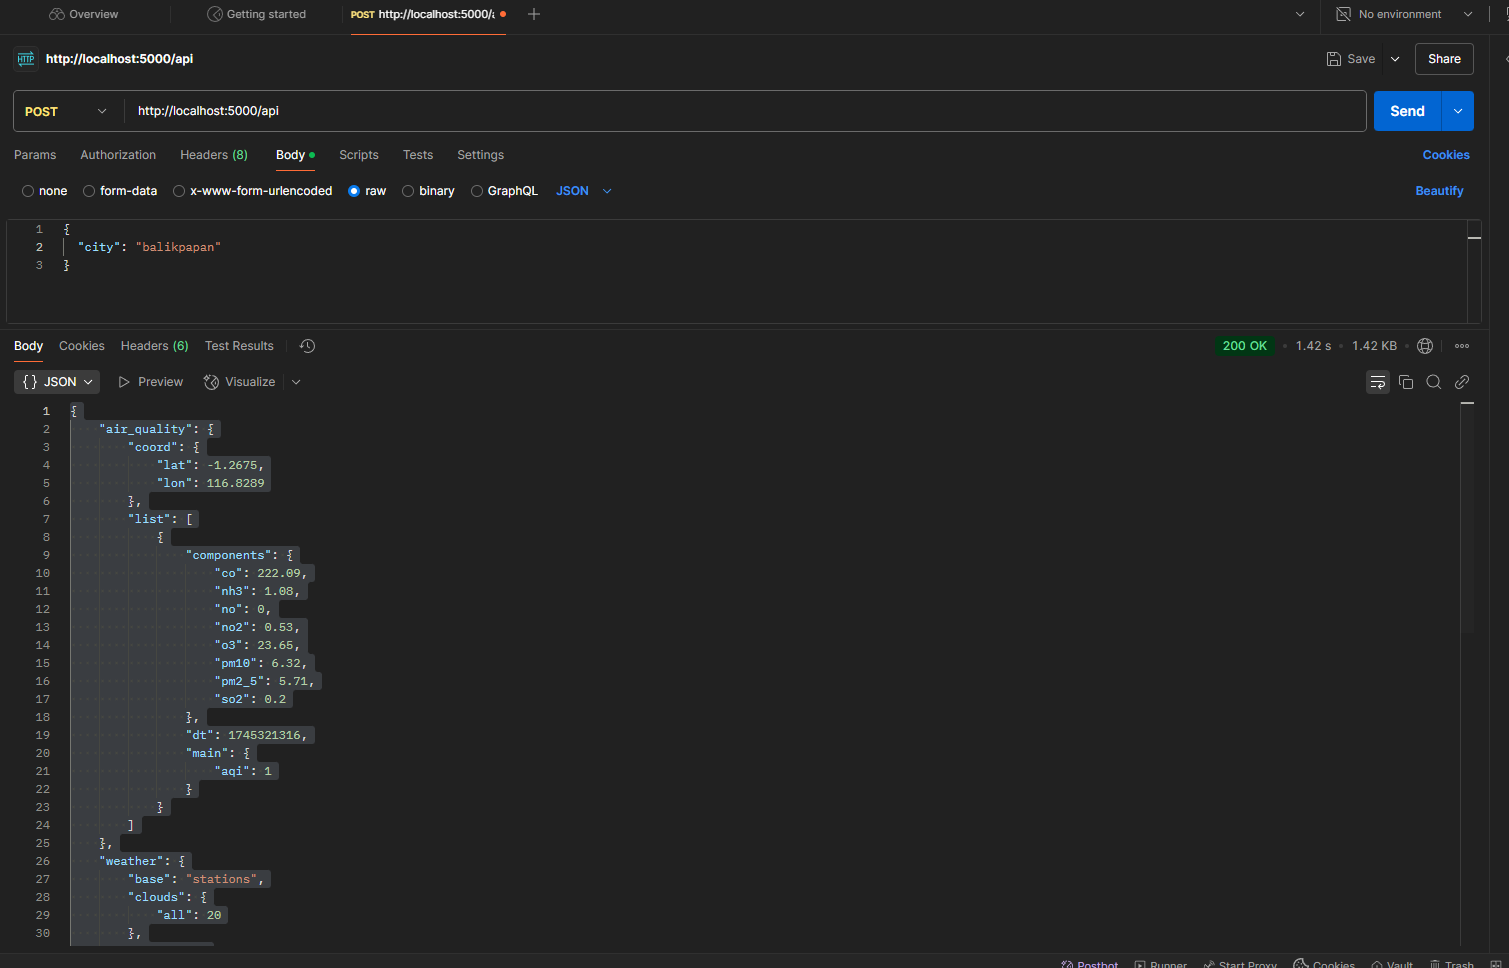 Overview
Getting started
POST http://localhost:5000/a
No environment
HTTP http://localhost:5000/api
Save
Share
POST
http://localhost:5000/api
Send
Params
Authorization
Headers (8)
Body
Scripts
Tests
Settings
Cookies
none
form-data
x-www-form-urlencoded
raw
binary
GraphQL
JSON
Beautify
1 {
2 "city": "balikpapan"
3 }
Body
Cookies
Headers (6)
Test Results
200 OK
1.42 s
1.42 KB
{} JSON
Preview
Visualize
1 {
2 "air_quality": {
3 "coord": {
4 "lat": -1.2675,
5 "lon": 116.8289
6 },
7 "list": [
8 {
9 "components": {
10 "co": 222.09,
11 "nh3": 1.08,
12 "no": 0,
13 "no2": 0.53,
14 "o3": 23.65,
15 "pm10": 6.32,
16 "pm2_5": 5.71,
17 "so2": 0.2
18 },
19 "dt": 1745321316,
20 "main": {
21 "aqi": 1
22 }
23 }
24 ]
25 },
26 "weather": {
27 "base": "stations",
28 "clouds": {
29 "all": 20
30 },
Postbot
Runner
Start Proxy
Cookies
Vault
Trash